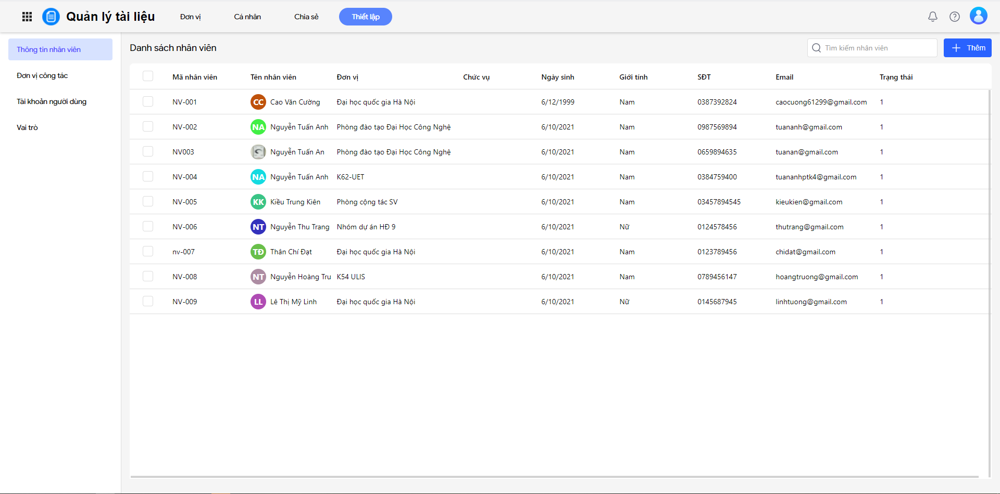 Quản lý tài liệu Đơn vị Cá nhân Chia sẻ Thiết lập
Thông tin nhân viên
Đơn vị công tác
Tài khoản người dùng
Vai trò
Danh sách nhân viên Tìm kiếm nhân viên Thêm
Mã nhân viên Tên nhân viên Đơn vị Chức vụ Ngày sinh Giới tính SĐT Email Trạng thái
NV-001 CC Cao Văn Cường Đại học quốc gia Hà Nội 6/12/1999 Nam 0387392824 caocuong61299@gmail.com 1
NV-002 NA Nguyễn Tuấn Anh Phòng đào tạo Đại Học Công Nghệ 6/10/2021 Nam 0987569894 tuananh@gmail.com 1
NV003 Nguyễn Tuấn An Phòng đào tạo Đại Học Công Nghệ 6/10/2021 Nam 0659894635 tuanan@gmail.com 1
NV-004 NA Nguyễn Tuấn Anh K62-UET 6/10/2021 Nam 0384759400 tuananhptk4@gmail.com 1
NV-005 KK Kiều Trung Kiên Phòng cộng tác SV 6/10/2021 Nam 03457894545 kieukien@gmail.com 1
NV-006 NT Nguyễn Thu Trang Nhóm dự án HĐ 9 6/10/2021 Nữ 0124578456 thutrang@gmail.com 1
nv-007 TĐ Thân Chí Đạt Đại học quốc gia Hà Nội 6/10/2021 Nam 0123789456 chidat@gmail.com 1
NV-008 NT Nguyễn Hoàng Tru K54 ULIS 6/10/2021 Nam 0789456147 hoangtruong@gmail.com 1
NV-009 LL Lê Thị Mỹ Linh Đại học quốc gia Hà Nội 6/10/2021 Nữ 0145687945 linhtuong@gmail.com 1